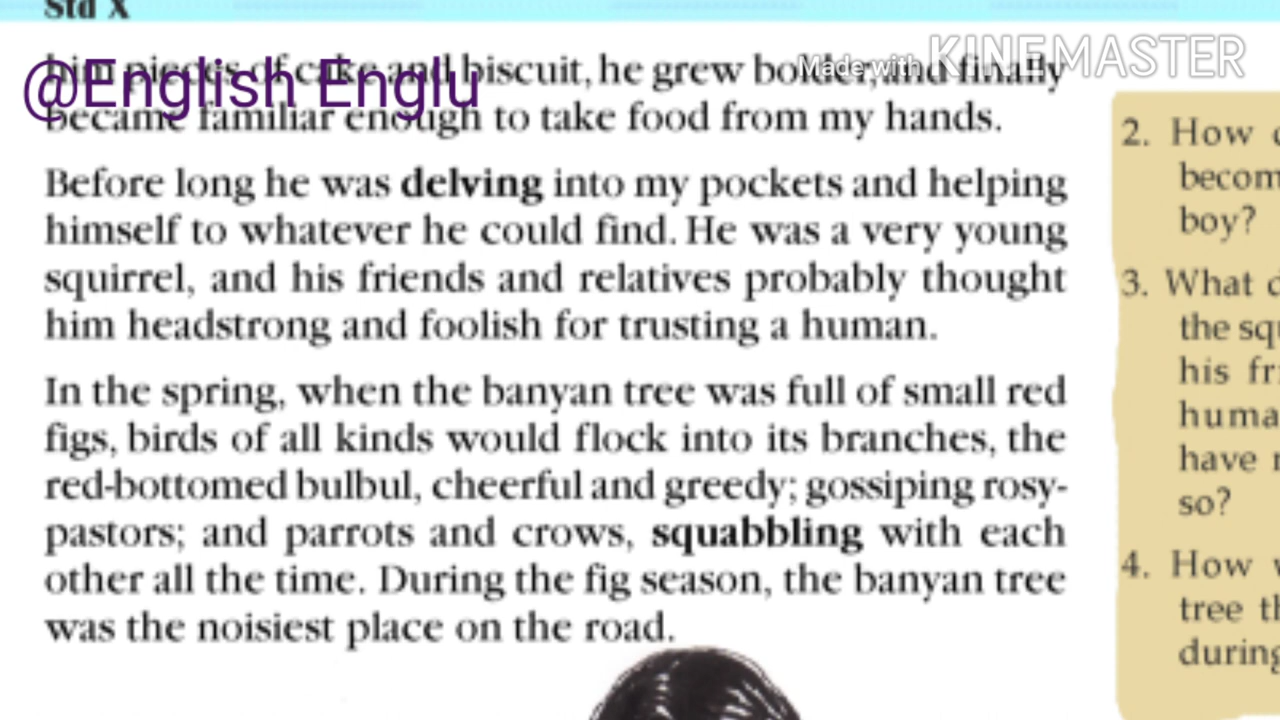 Std X
him pieces of cake and biscuit, he grew bolder, and finally
became familiar enough to take food from my hands.
@English Englu
Made with KINEMASTER
Before long he was delving into my pockets and helping
himself to whatever he could find. He was a very young
squirrel, and his friends and relatives probably thought
him headstrong and foolish for trusting a human.
In the spring, when the banyan tree was full of small red
figs, birds of all kinds would flock into its branches, the
red-bottomed bulbul, cheerful and greedy; gossiping rosy-
pastors; and parrots and crows, squabbling with each
other all the time. During the fig season, the banyan tree
was the noisiest place on the road.
2. How
becom
boy?
3. What
the squ
his fri
huma
have
so?
4. How
tree th
during